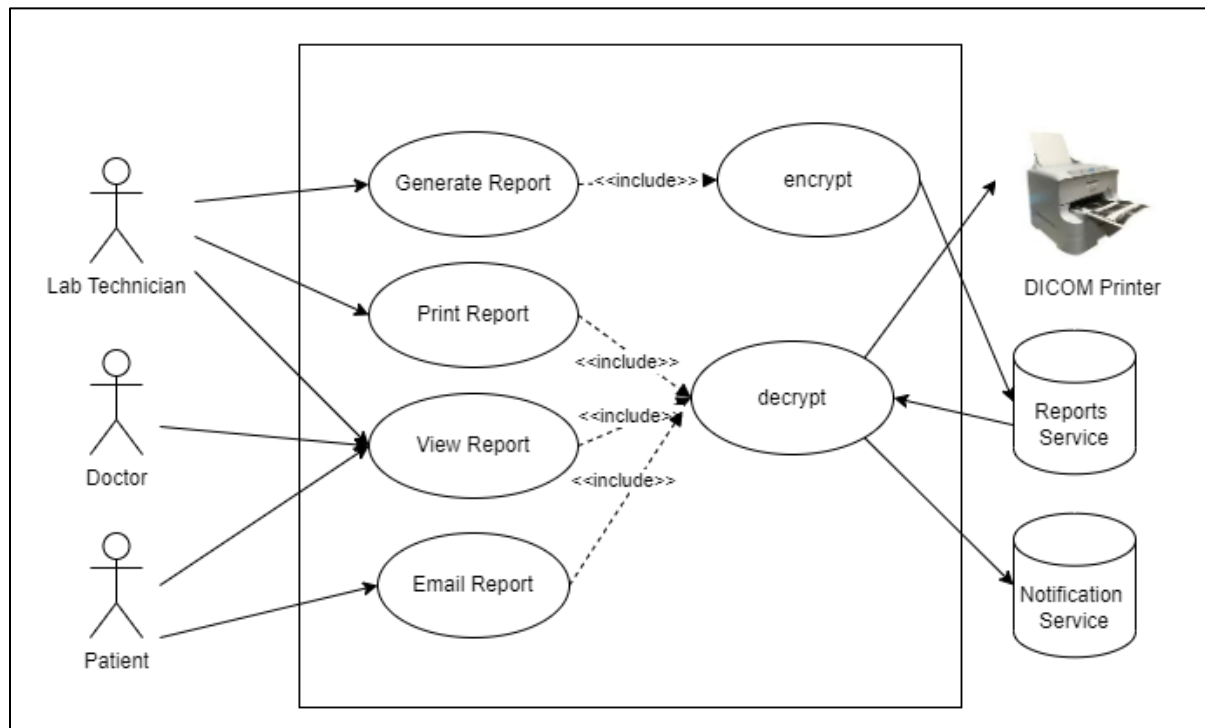 Generate Report
<<include>>
encrypt
Lab Technician
DICOM Printer
Print Report
<<include>>
decrypt
Reports
Service
Doctor
View Report
<<include>>
<<include>>
Patient
Email Report
Notification
Service